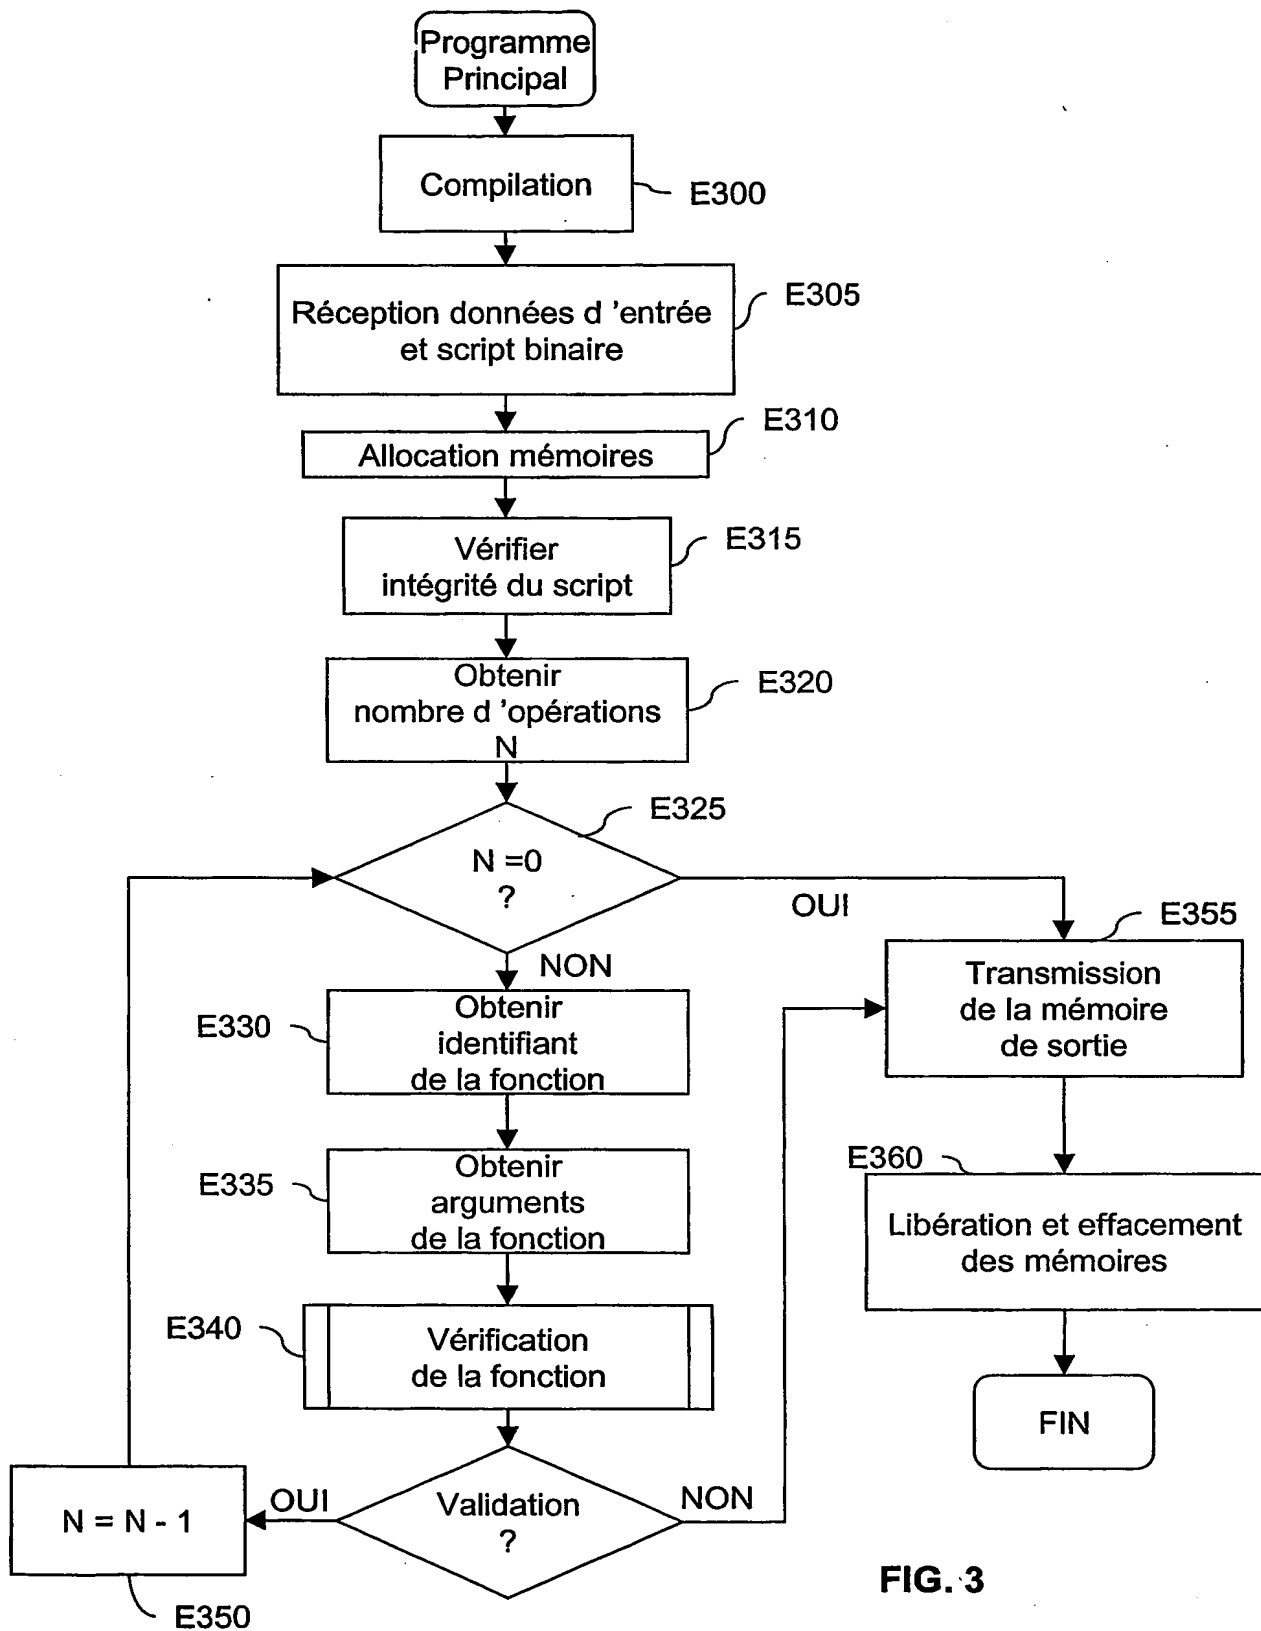 Programme
Principal
Compilation
E300
Réception données d 'entrée
et script binaire
E305
Allocation mémoires
E310
Vérifier
intégrité du script
E315
Obtenir
nombre d 'opérations
N
E320
N =0
?
E325
OUI
NON
E355
Transmission
de la mémoire
de sortie
E330
Obtenir
identifiant
de la fonction
E335
Obtenir
arguments
de la fonction
E360
Libération et effacement
des mémoires
E340
Vérification
de la fonction
FIN
Validation
?
OUI
NON
N = N - 1
E350
FIG. 3